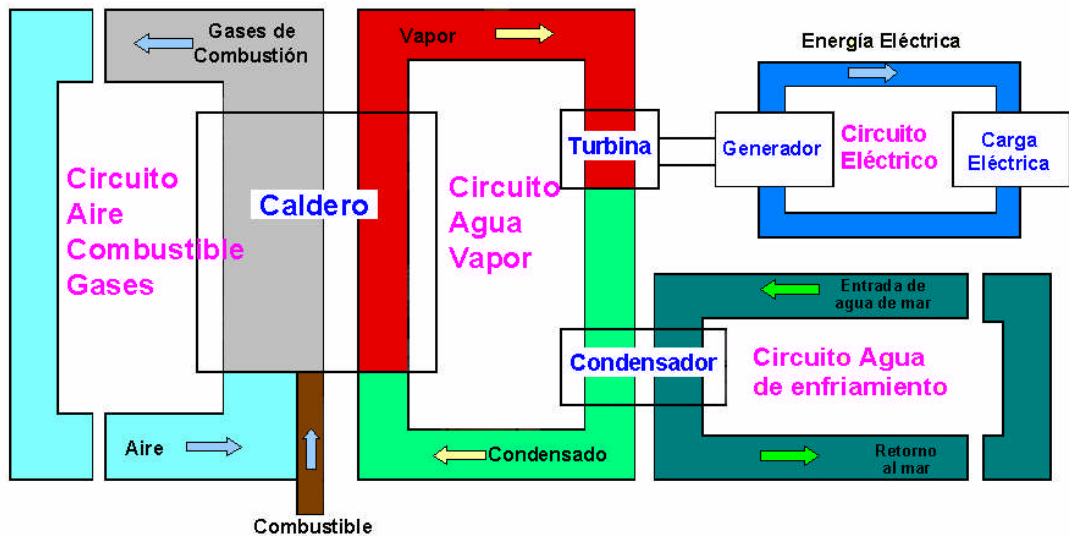 Gases de
Combustión
Vapor
Energía Eléctrica
Turbina
Generador
Circuito
Eléctrico
Carga
Eléctrica
Circuito
Aire
Combustible
Gases
Caldero
Circuito
Agua
Vapor
Entrada de
agua de mar
Condensador
Circuito Agua
de enfriamiento
Aire
Condensado
Retorno
al mar
Combustible